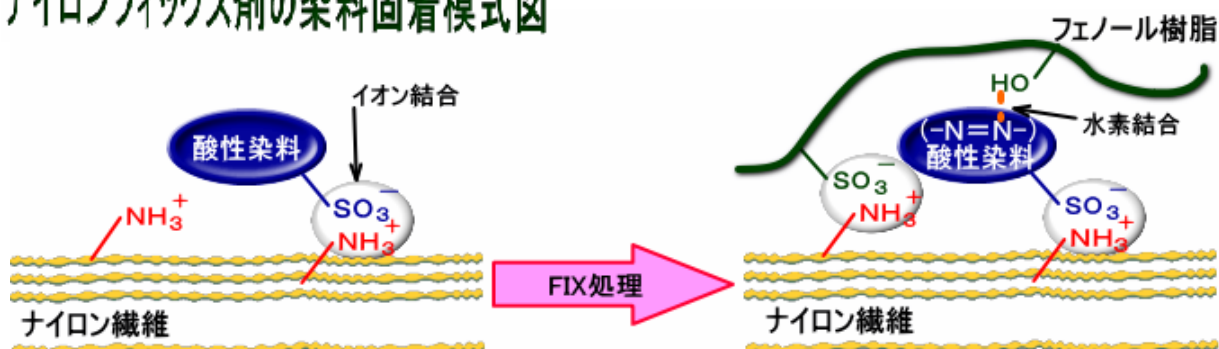 ナイロンフィックス剤の染料固着模式図
イオン結合
酸性染料
NH₃⁺
SO₃⁻
NH₃⁺
ナイロン繊維
FIX処理
フェノール樹脂
HO
水素結合
(-N=N-)
酸性染料
SO₃⁻
NH₃⁺
SO₃⁻
NH₃⁺
ナイロン繊維